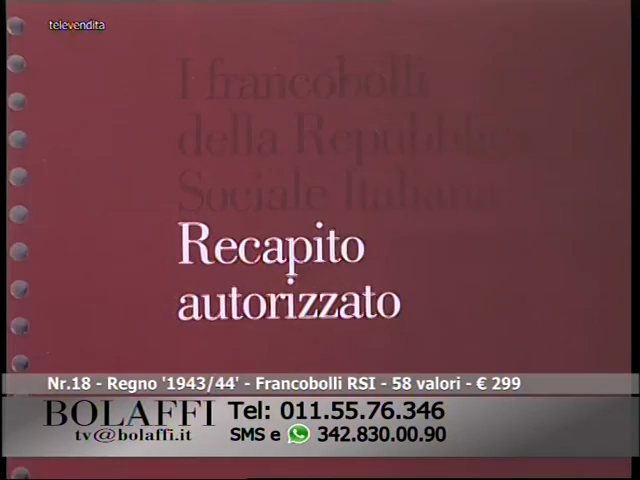 televendita
I francobolli
della Repubblica
Sociale Italiana
Recapito
autorizzato
Nr.18 - Regno '1943/44' - Francobolli RSI - 58 valori - € 299
BOLAFFI
tv@bolaffi.it
Tel: 011.55.76.346
SMS e 342.830.00.90